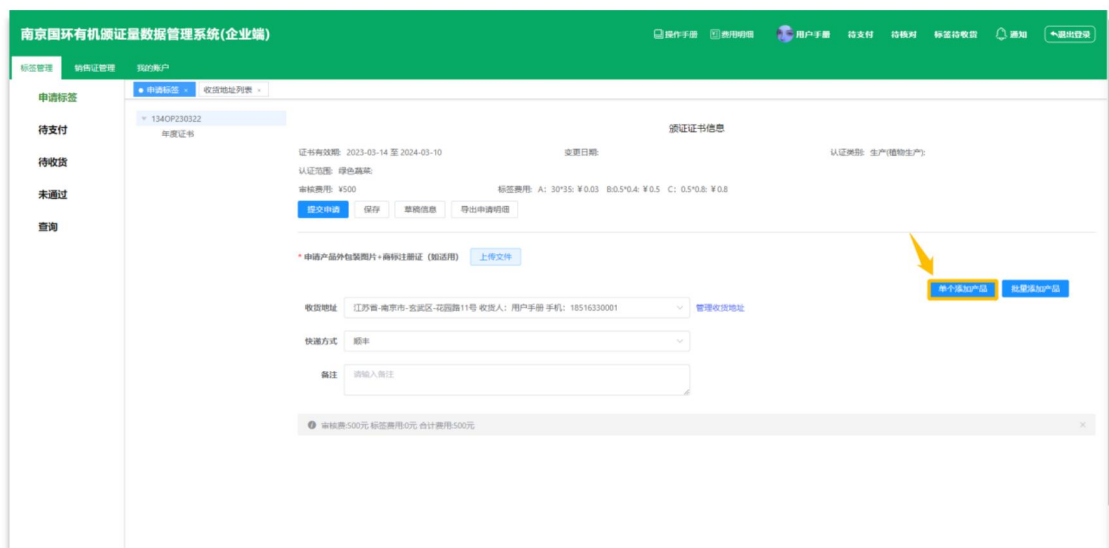 南京国环有机颁证量数据管理系统(企业端)
操作手册 费用明细 用户手册 待支付 待核对 标签待收货 通知 退出登录
标签管理 销售证管理 我的账户
申请标签
待支付
待收货
未通过
查询
申请标签 × 收货地址列表 ×
134OP230322
年度证书
颁证证书信息
证书有效期: 2023-03-14 至 2024-03-10 变更日期: 认证类别: 生产(植物生产);
认证范围: 绿色蔬菜;
审核费用: ¥500 标签费用: A: 30*35: ¥0.03 B:0.5*0.4: ¥0.5 C: 0.5*0.8: ¥0.8
提交申请 保存 草稿信息 导出申请明细
* 申请产品外包装图片+商标注册证（如适用） 上传文件
单个添加产品 批量添加产品
收货地址 江苏省-南京市-玄武区-花园路11号 收货人：用户手册 手机：18516330001 管理收货地址
快递方式 顺丰
备注 请输入备注
审核费:500元 标签费用:0元 合计费用:500元